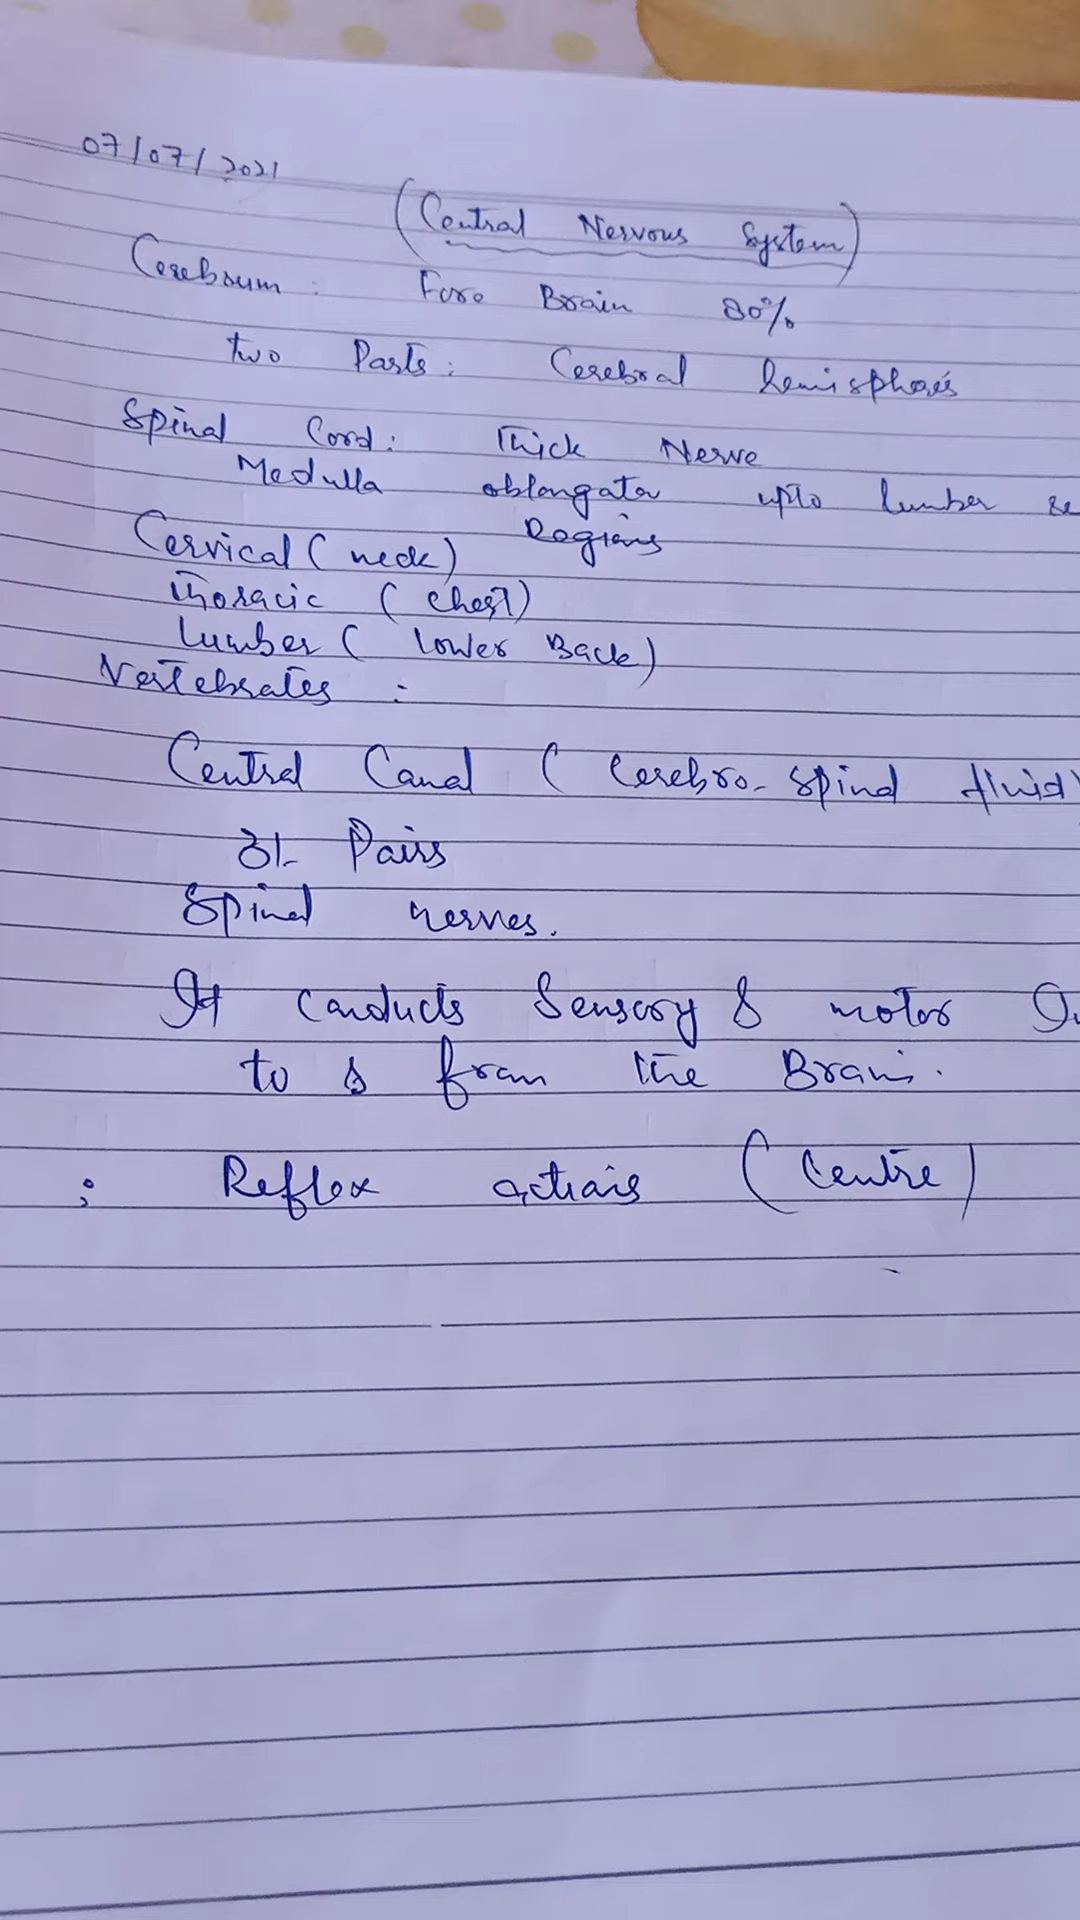 07/07/2021
(Central Nervous System)
Cerebrum : Fore Brain 80%
two Parts : Cerebral hemisphores
Spinal Cord : Thick Nerve
Medulla oblongata upto lumber se
Regions
Cervical ( neck )
Thoracic ( chest )
Lumber ( lower Back )
Vertebrates :
Central Canal ( Cerebro-spinal fluid )
31- Pairs
Spinal nerves.
It conducts Sensory & motor
to & from the Brain.
; Reflex actions ( Centre )